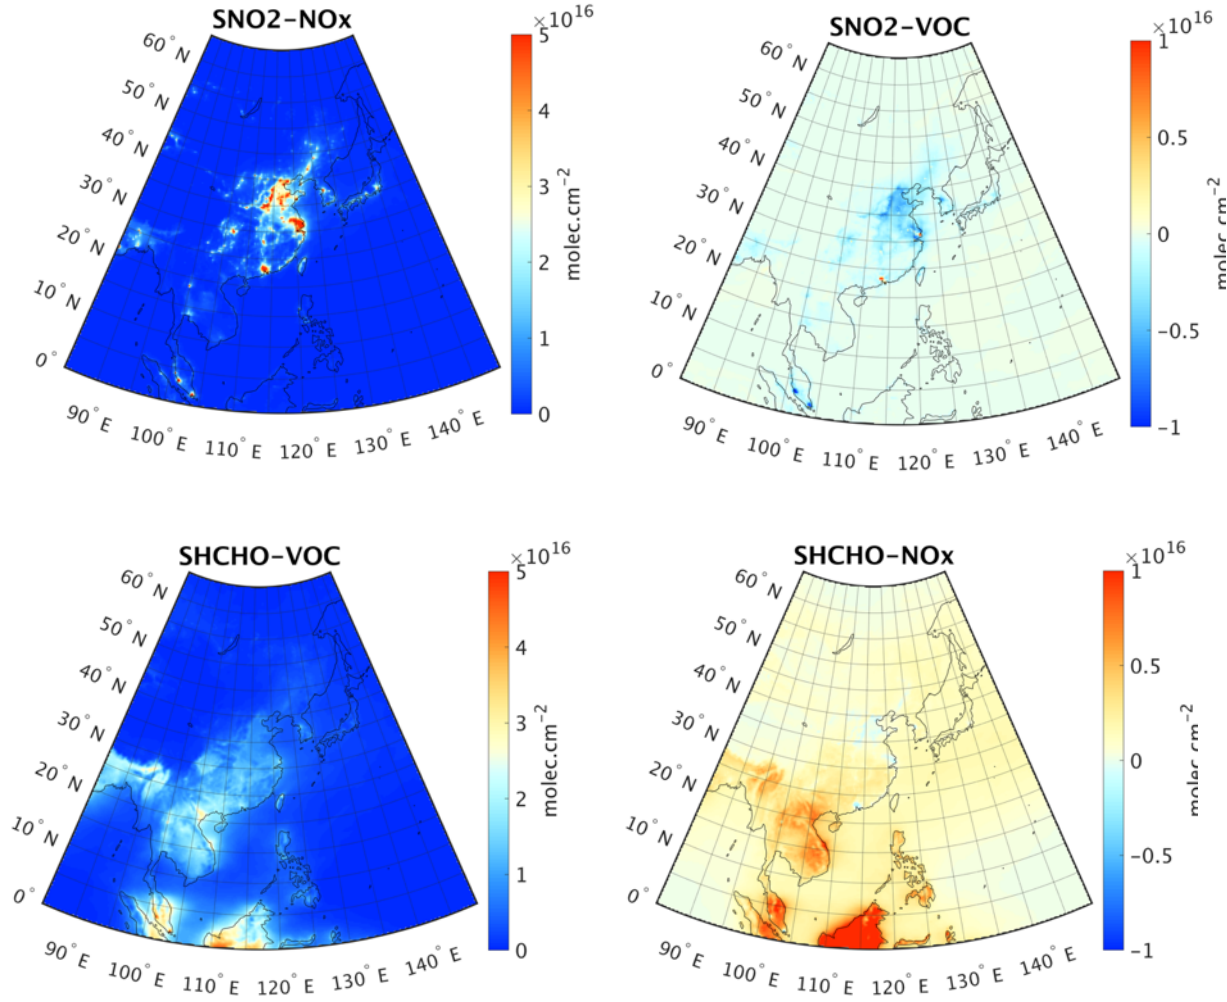 SNO2-NOx
×10^16
60°N
50°N
40°N
30°N
20°N
10°N
0°
90°E
100°E
110°E
120°E
130°E
140°E
5
4
3
2
1
0
molec.cm^-2
SNO2-VOC
×10^16
60°N
50°N
40°N
30°N
20°N
10°N
0°
90°E
100°E
110°E
120°E
130°E
140°E
1
0.5
0
-0.5
-1
molec.cm^-2
SHCHO-VOC
×10^16
60°N
50°N
40°N
30°N
20°N
10°N
0°
90°E
100°E
110°E
120°E
130°E
140°E
5
4
3
2
1
0
molec.cm^-2
SHCHO-NOx
×10^16
60°N
50°N
40°N
30°N
20°N
10°N
0°
90°E
100°E
110°E
120°E
130°E
140°E
1
0.5
0
-0.5
-1
molec.cm^-2